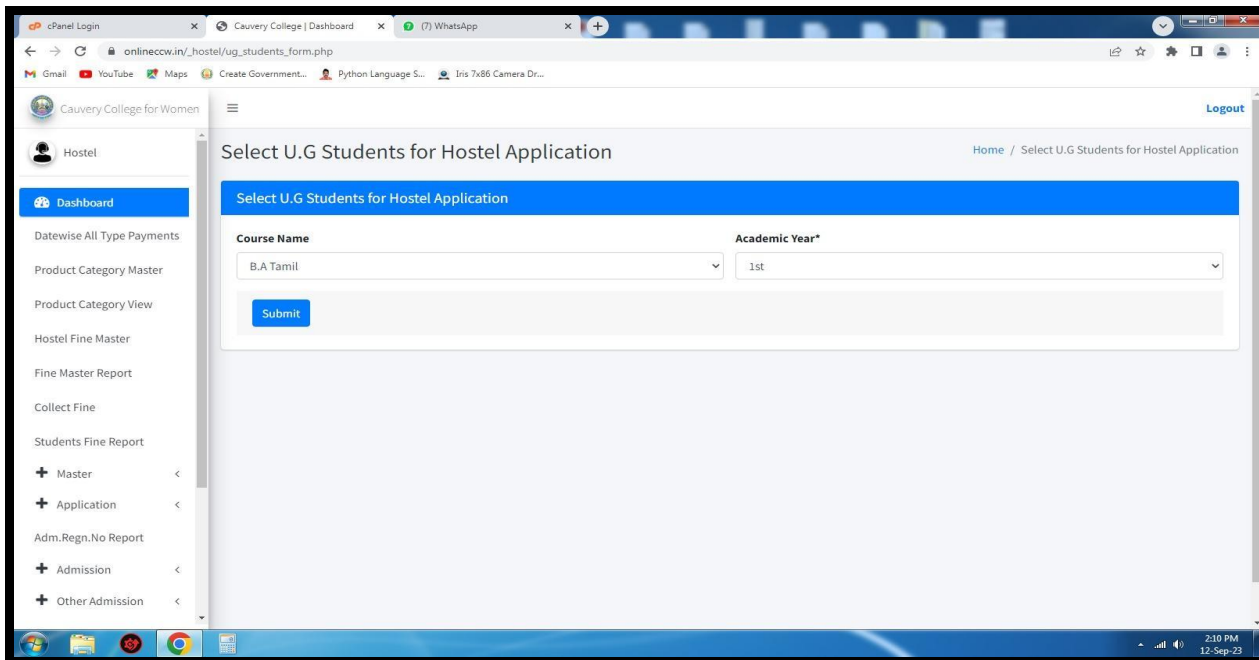 cPanel Login
Cauvery College | Dashboard
(7) WhatsApp
onlineccw.in/_hostel/ug_students_form.php
Gmail YouTube Maps Create Government... Python Language S... Iris 7x86 Camera Dr...
Cauvery College for Women
Logout
Hostel
Select U.G Students for Hostel Application
Home / Select U.G Students for Hostel Application
Dashboard
Select U.G Students for Hostel Application
Datewise All Type Payments
Course Name
Academic Year*
Product Category Master
B.A Tamil
1st
Product Category View
Submit
Hostel Fine Master
Fine Master Report
Collect Fine
Students Fine Report
Master
Application
Adm.Regn.No Report
Admission
Other Admission
2:10 PM
12-Sep-23